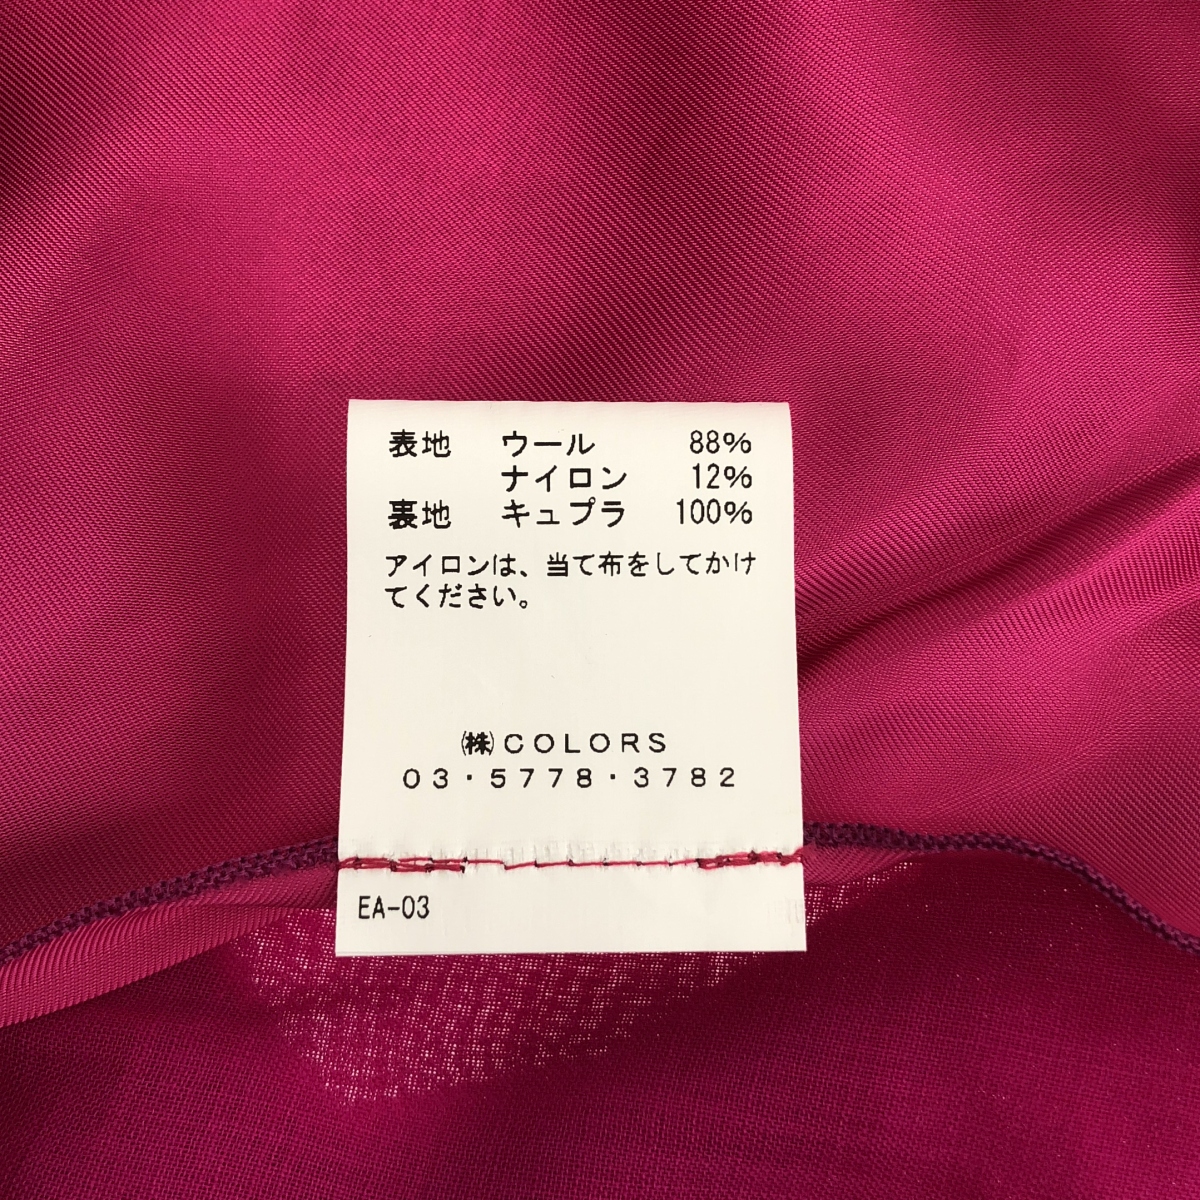 表地 ウール 88%
ナイロン 12%
裏地 キュプラ 100%
アイロンは、当て布をしてかけ
てください。
㈱COLORS
03・5778・3782
EA-03